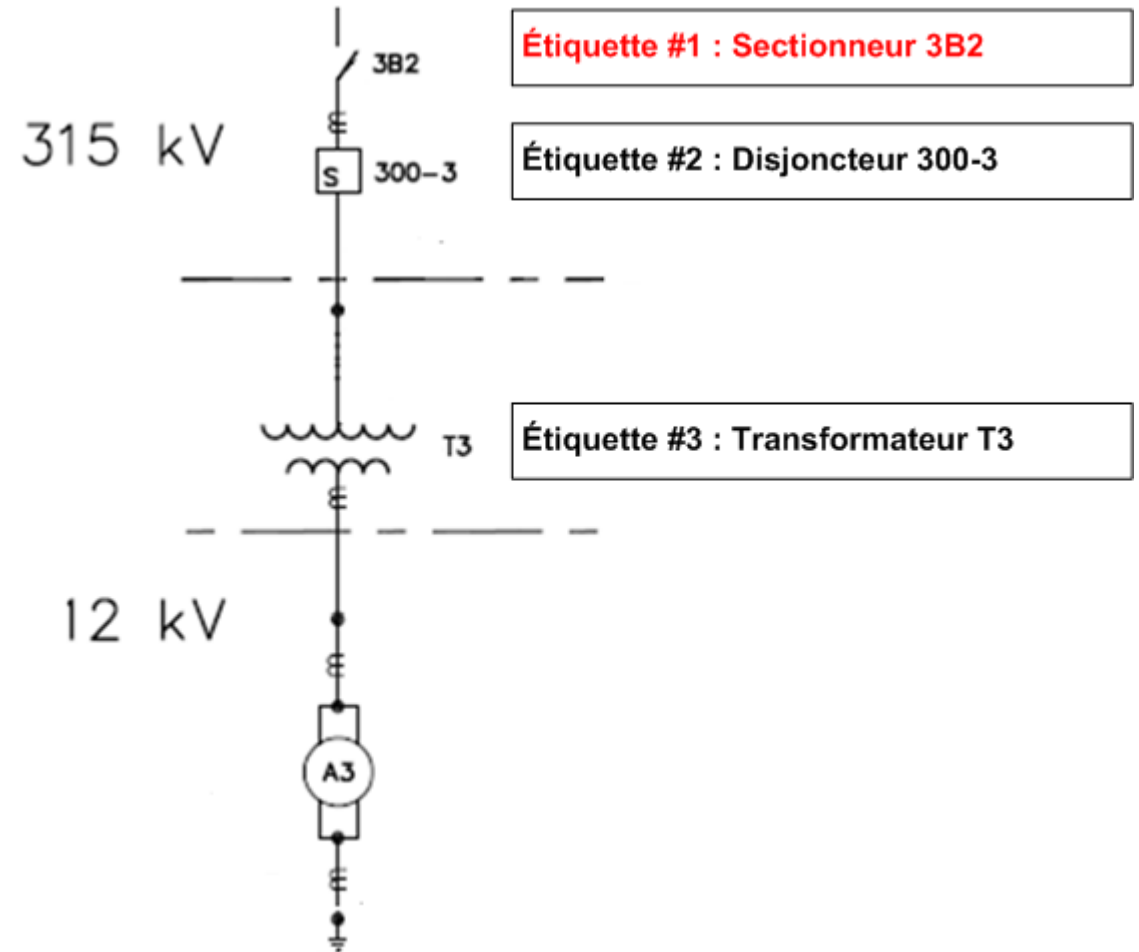 Étiquette #1 : Sectionneur 3B2
3B2
315 kV
Étiquette #2 : Disjoncteur 300-3
S 300-3
T3
Étiquette #3 : Transformateur T3
12 kV
A3